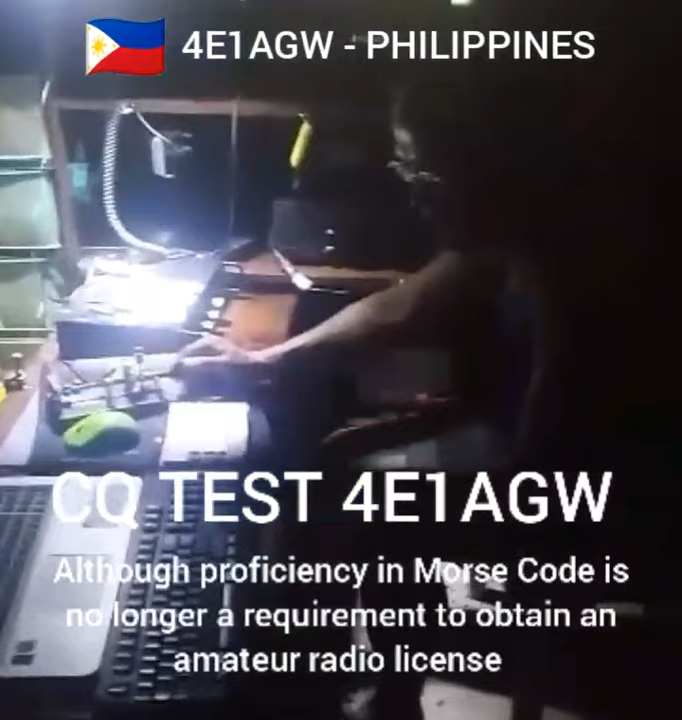 4E1AGW - PHILIPPINES
CQ TEST 4E1AGW
Although proficiency in Morse Code is
no longer a requirement to obtain an
amateur radio license